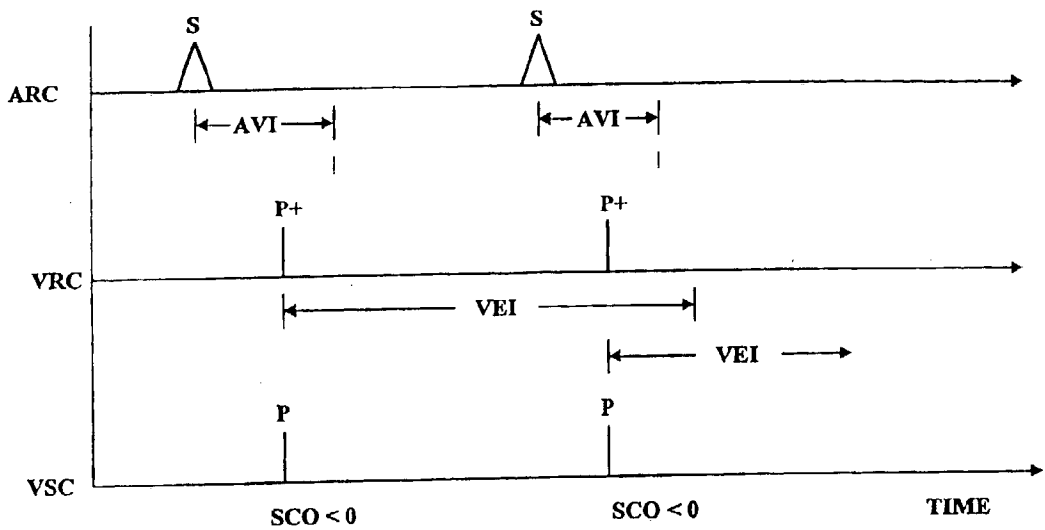 S
S
ARC
AVI
AVI
P+
P+
VRC
VEI
VEI
P
P
VSC
SCO < 0
SCO < 0
TIME